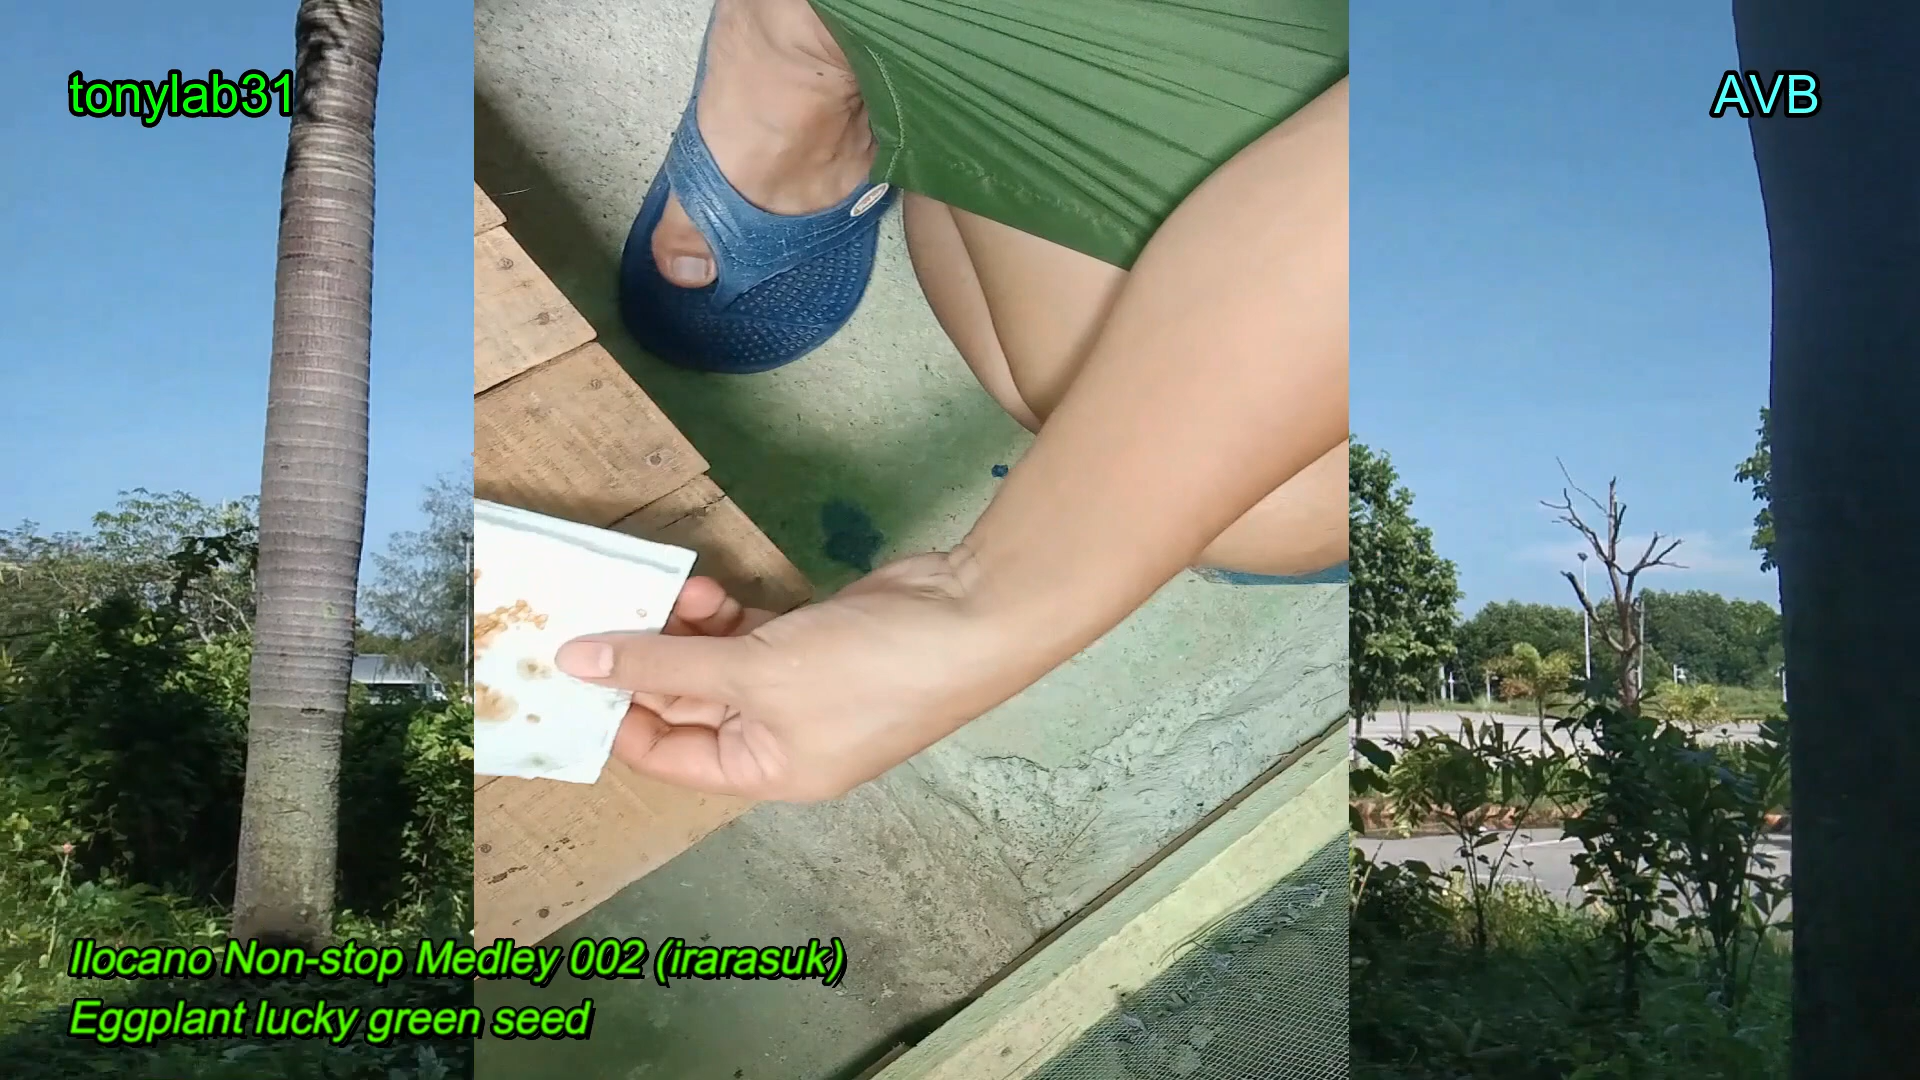 tonylab31
AVB
Ilocano Non-stop Medley 002 (irarasuk)
Eggplant lucky green seed